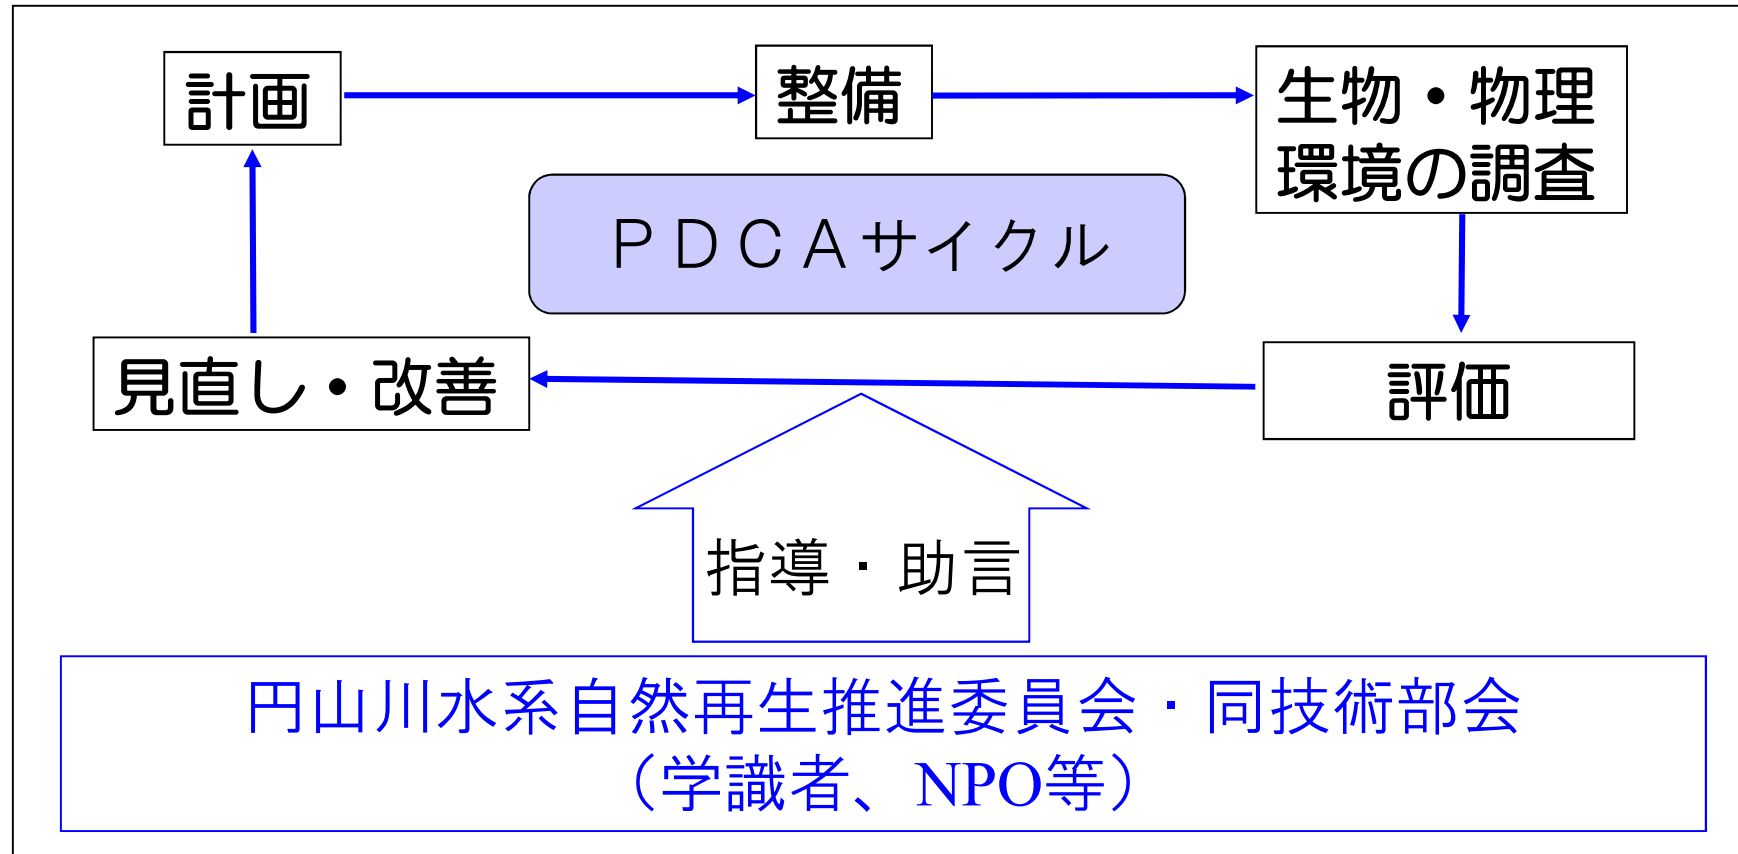 計画
整備
生物・物理
環境の調査
ＰＤＣＡサイクル
見直し・改善
評価
指導・助言
円山川水系自然再生推進委員会・同技術部会
（学識者、NPO等）